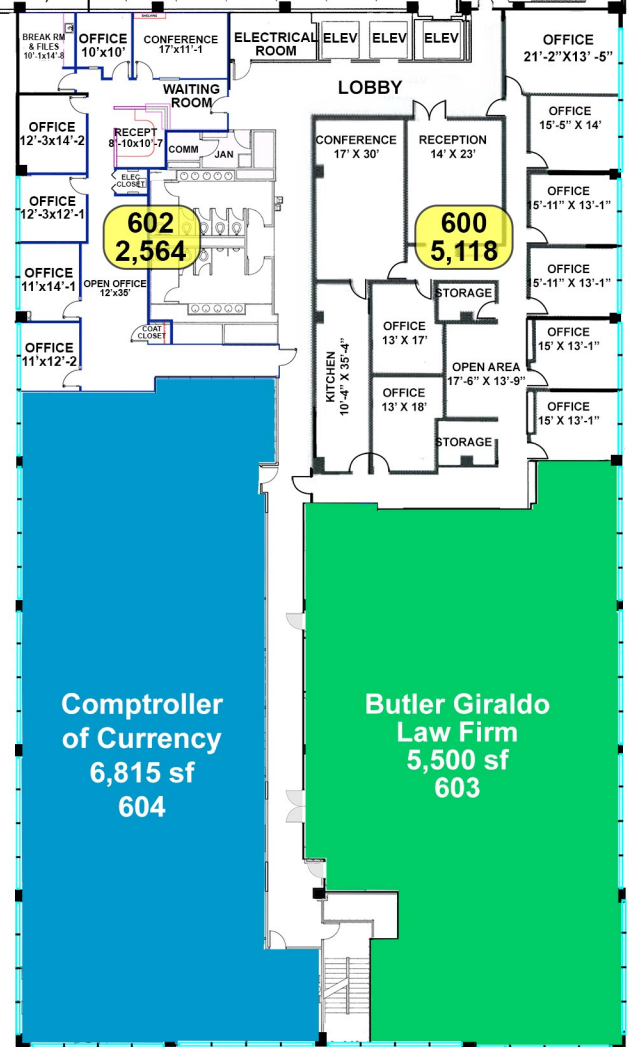 SHELVING
BREAK RM
& FILES
10'-1x14'-8
OFFICE
10'x10'
CONFERENCE
17'x11'-1
ELECTRICAL
ROOM
ELEV
ELEV
ELEV
OFFICE
21'-2"X13' -5"
WAITING
ROOM
LOBBY
OFFICE
12'-3x14'-2
RECEPT
8'-10x10'-7
COMM
JAN
CONFERENCE
17' X 30'
RECEPTION
14' X 23'
OFFICE
15'-5" X 14'
ELEC
CLOSET
OFFICE
12'-3x12'-1
602
2,564
600
5,118
OFFICE
15'-11" X 13'-1"
OFFICE
11'x14'-1
OPEN OFFICE
12'x35'
STORAGE
OFFICE
15'-11" X 13'-1"
COAT
CLOSET
OFFICE
11'x12'-2
KITCHEN
10'-4" X 35'-4"
OFFICE
13' X 17'
OPEN AREA
17'-6" X 13'-9"
OFFICE
15' X 13'-1"
OFFICE
13' X 18'
STORAGE
OFFICE
15' X 13'-1"
Comptroller
of Currency
6,815 sf
604
Butler Giraldo
Law Firm
5,500 sf
603